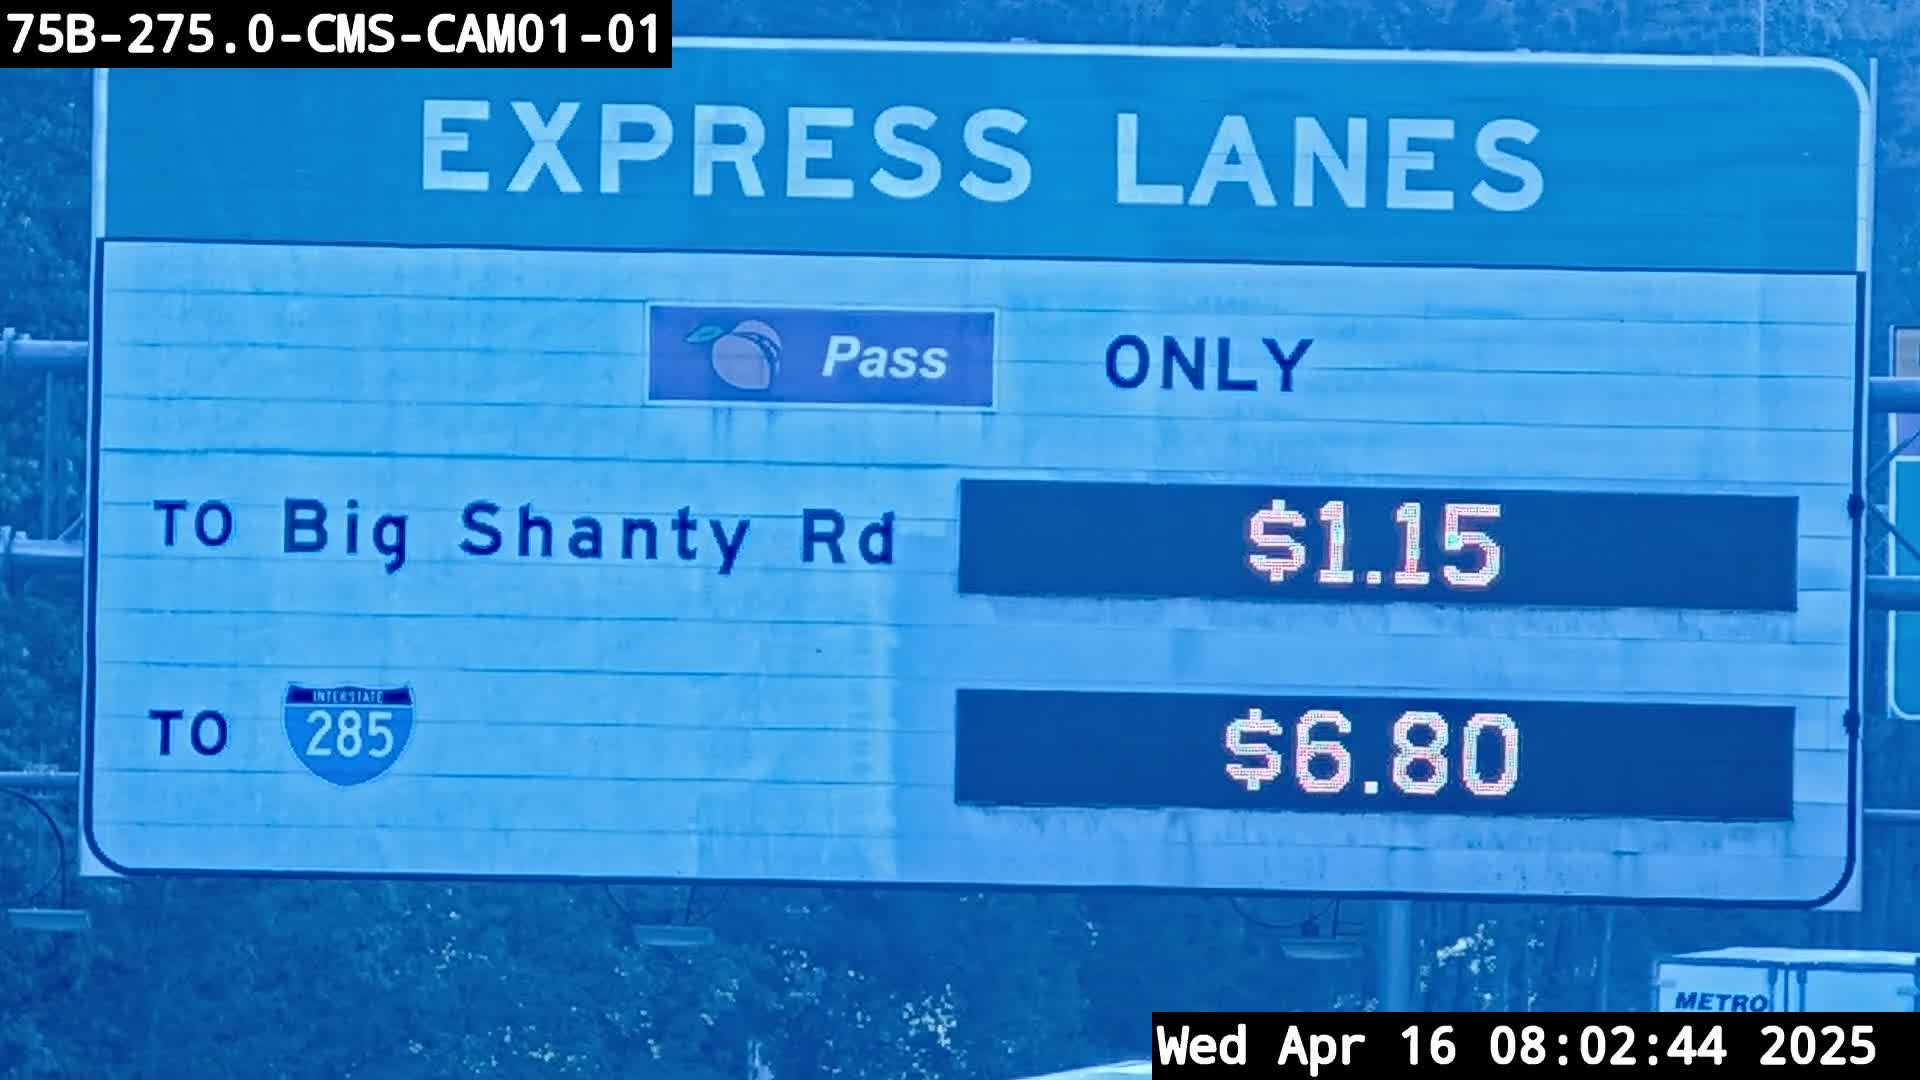 75B-275.0-CMS-CAM01-01
EXPRESS LANES
Pass ONLY
TO Big Shanty Rd $1.15
TO INTERSTATE 285 $6.80
METRO
Wed Apr 16 08:02:44 2025